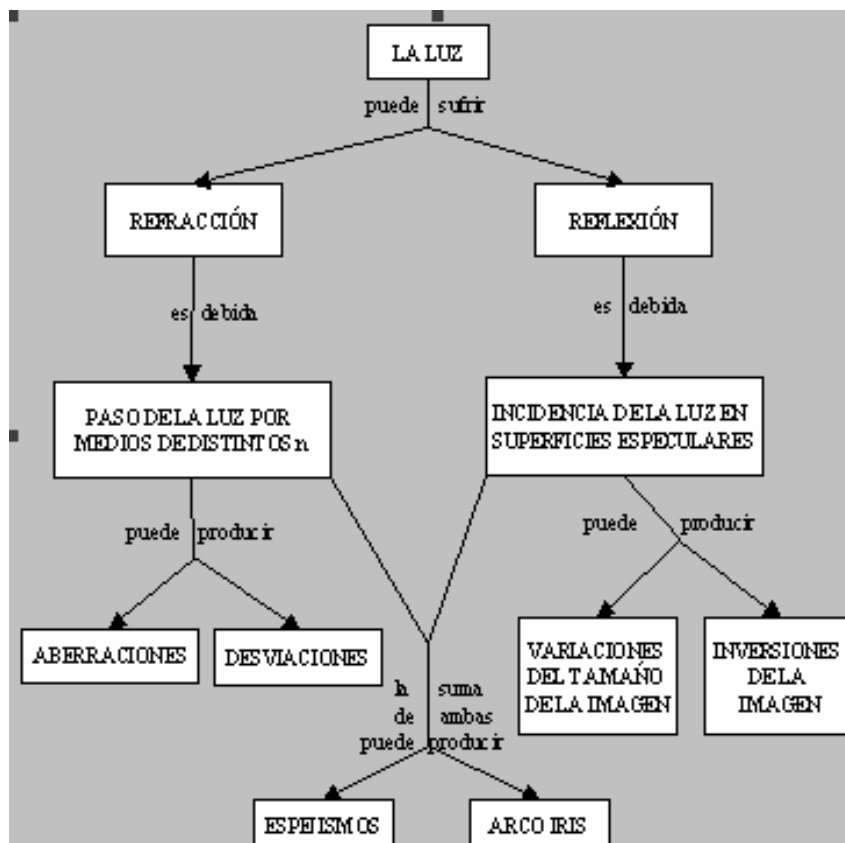 LA LUZ
puede sufrir
REFRACCIÓN
REFLEXIÓN
es debida
es debida
PASO DE LA LUZ POR
MEDIOS DE DISTINTOS n
INCIDENCIA DE LA LUZ EN
SUPERFICIES ESPECULARES
puede producir
puede producir
ABERRACIONES
DESVIACIONES
VARIACIONES
DEL TAMAÑO
DE LA IMAGEN
INVERSIONES
DE LA
IMAGEN
la suma
de ambas
puede producir
ESPEJISMOS
ARCO IRIS